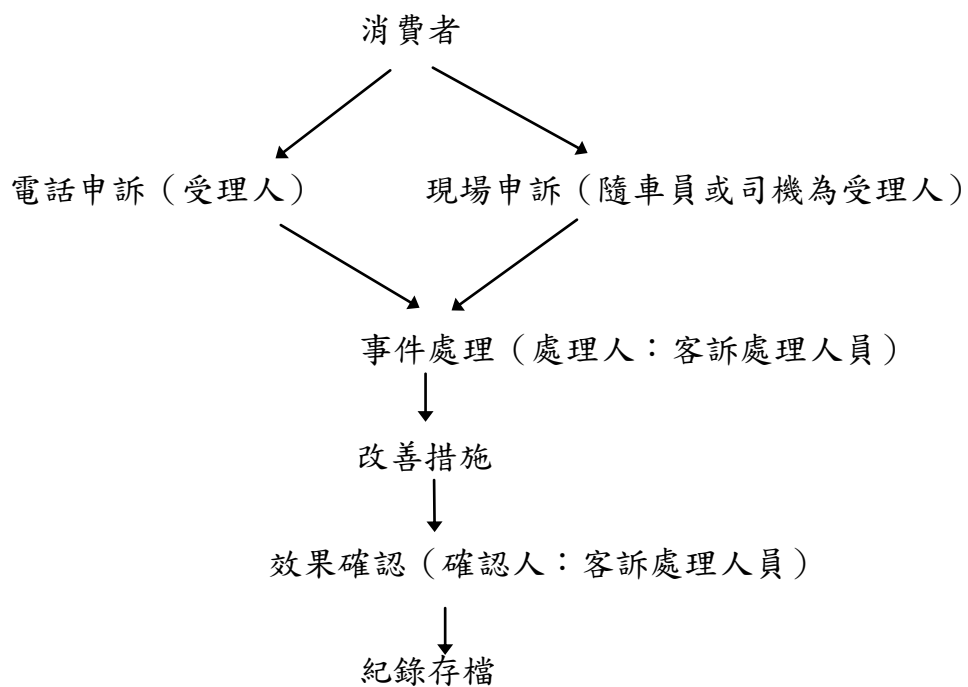 消費者
電話申訴（受理人）
現場申訴（隨車員或司機為受理人）
事件處理（處理人：客訴處理人員）
改善措施
效果確認（確認人：客訴處理人員）
紀錄存檔